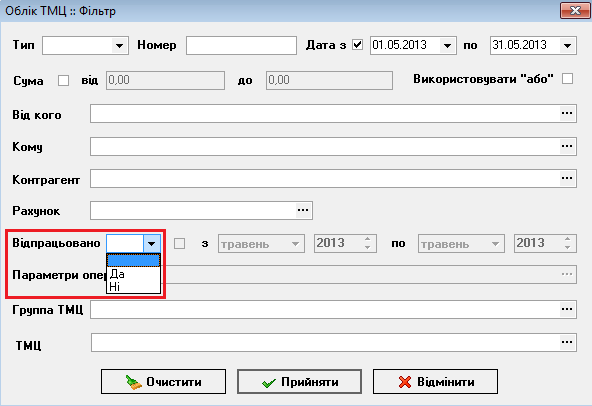 Облік ТМЦ :: Фільтр
Тип Номер Дата з 01.05.2013 по 31.05.2013
Сума від 0,00 до 0,00 Використовувати "або"
Від кого ...
Кому ...
Контрагент ...
Рахунок ...
Відпрацьовано з травень 2013 по травень 2013
Параметри опер ...
Да
Ні
Группа ТМЦ ...
ТМЦ ...
Очистити Прийняти Відмінити